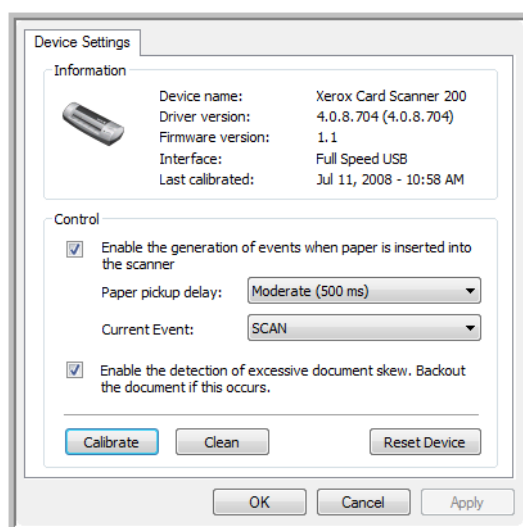 Device Settings
Information
Device name: Xerox Card Scanner 200
Driver version: 4.0.8.704 (4.0.8.704)
Firmware version: 1.1
Interface: Full Speed USB
Last calibrated: Jul 11, 2008 - 10:58 AM
Control
Enable the generation of events when paper is inserted into
the scanner
Paper pickup delay: Moderate (500 ms)
Current Event: SCAN
Enable the detection of excessive document skew. Backout
the document if this occurs.
Calibrate Clean Reset Device
OK Cancel Apply